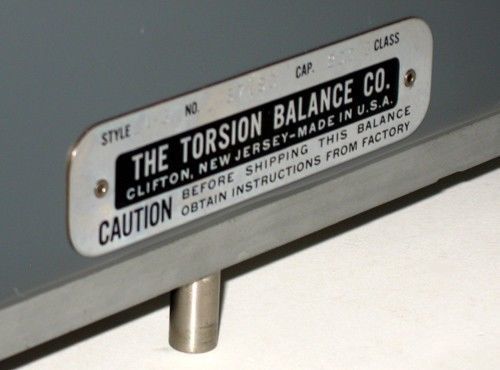 STYLE NO. CAP. CLASS
THE TORSION BALANCE CO.
CLIFTON, NEW JERSEY-MADE IN U.S.A.
CAUTION BEFORE SHIPPING THIS BALANCE
OBTAIN INSTRUCTIONS FROM FACTORY